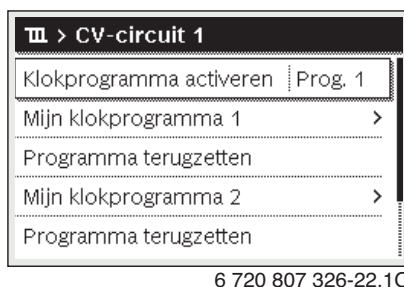 > CV-circuit 1
Klokprogramma activeren Prog. 1
Mijn klokprogramma 1 >
Programma terugzetten
Mijn klokprogramma 2 >
Programma terugzetten
6 720 807 326-22.1O